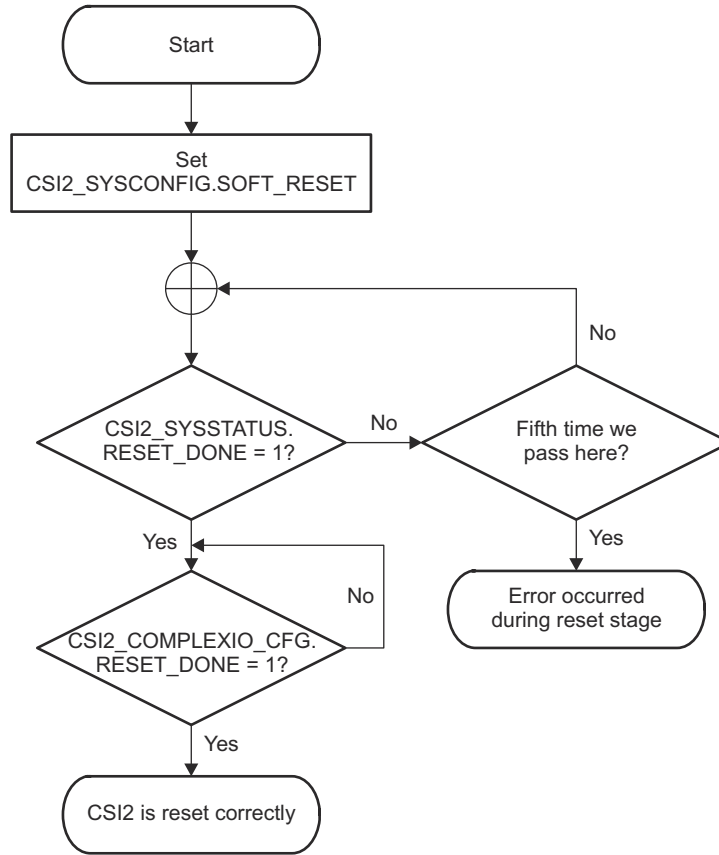 Start
Set
CSI2_SYSCONFIG.SOFT_RESET
No
CSI2_SYSSTATUS.
RESET_DONE = 1?
No
Fifth time we
pass here?
Yes
Yes
No
Error occurred
during reset stage
CSI2_COMPLEXIO_CFG.
RESET_DONE = 1?
Yes
CSI2 is reset correctly